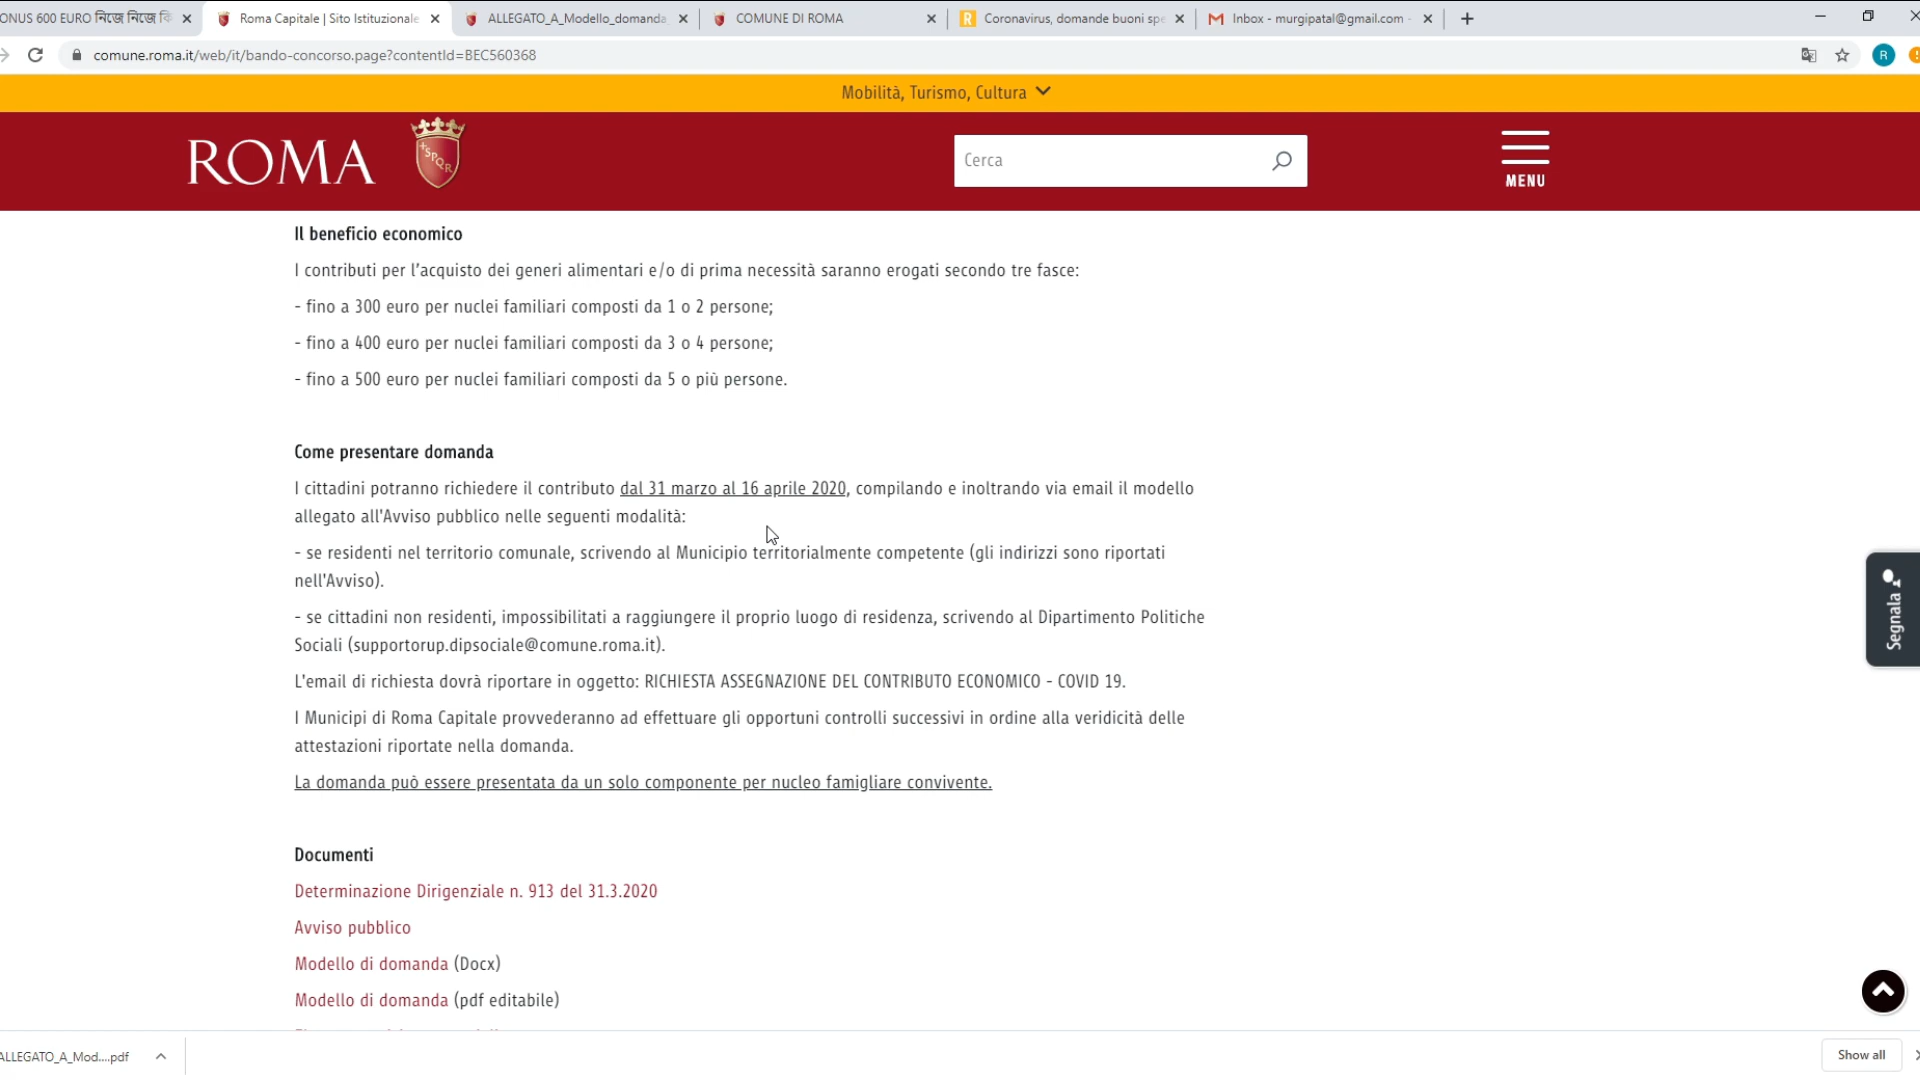 ONUS 600 EURO নিজে নিজে কি
Roma Capitale | Sito Istituzionale
ALLEGATO_A_Modello_domanda
COMUNE DI ROMA
Coronavirus, domande buoni spe
Inbox - murgipatal@gmail.com -
comune.roma.it/web/it/bando-concorso.page?contentId=BEC560368
R
Mobilità, Turismo, Cultura
ROMA
SPQR
Cerca
MENU
Il beneficio economico
I contributi per l'acquisto dei generi alimentari e/o di prima necessità saranno erogati secondo tre fasce:
- fino a 300 euro per nuclei familiari composti da 1 o 2 persone;
- fino a 400 euro per nuclei familiari composti da 3 o 4 persone;
- fino a 500 euro per nuclei familiari composti da 5 o più persone.
Come presentare domanda
I cittadini potranno richiedere il contributo dal 31 marzo al 16 aprile 2020, compilando e inoltrando via email il modello
allegato all'Avviso pubblico nelle seguenti modalità:
- se residenti nel territorio comunale, scrivendo al Municipio territorialmente competente (gli indirizzi sono riportati
nell'Avviso).
- se cittadini non residenti, impossibilitati a raggiungere il proprio luogo di residenza, scrivendo al Dipartimento Politiche
Sociali (supportorup.dipsociale@comune.roma.it).
L'email di richiesta dovrà riportare in oggetto: RICHIESTA ASSEGNAZIONE DEL CONTRIBUTO ECONOMICO - COVID 19.
I Municipi di Roma Capitale provvederanno ad effettuare gli opportuni controlli successivi in ordine alla veridicità delle
attestazioni riportate nella domanda.
La domanda può essere presentata da un solo componente per nucleo famigliare convivente.
Segnala
Documenti
Determinazione Dirigenziale n. 913 del 31.3.2020
Avviso pubblico
Modello di domanda (Docx)
Modello di domanda (pdf editabile)
ALLEGATO_A_Mod....pdf
Show all